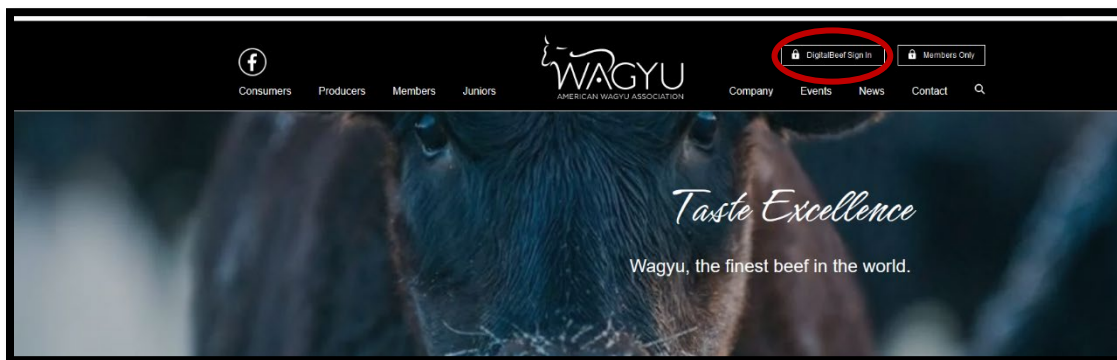 DigitalBeef Sign In
Members Only
WAGYU
AMERICAN WAGYU ASSOCIATION
Consumers Producers Members Juniors Company Events News Contact
Taste Excellence
Wagyu, the finest beef in the world.